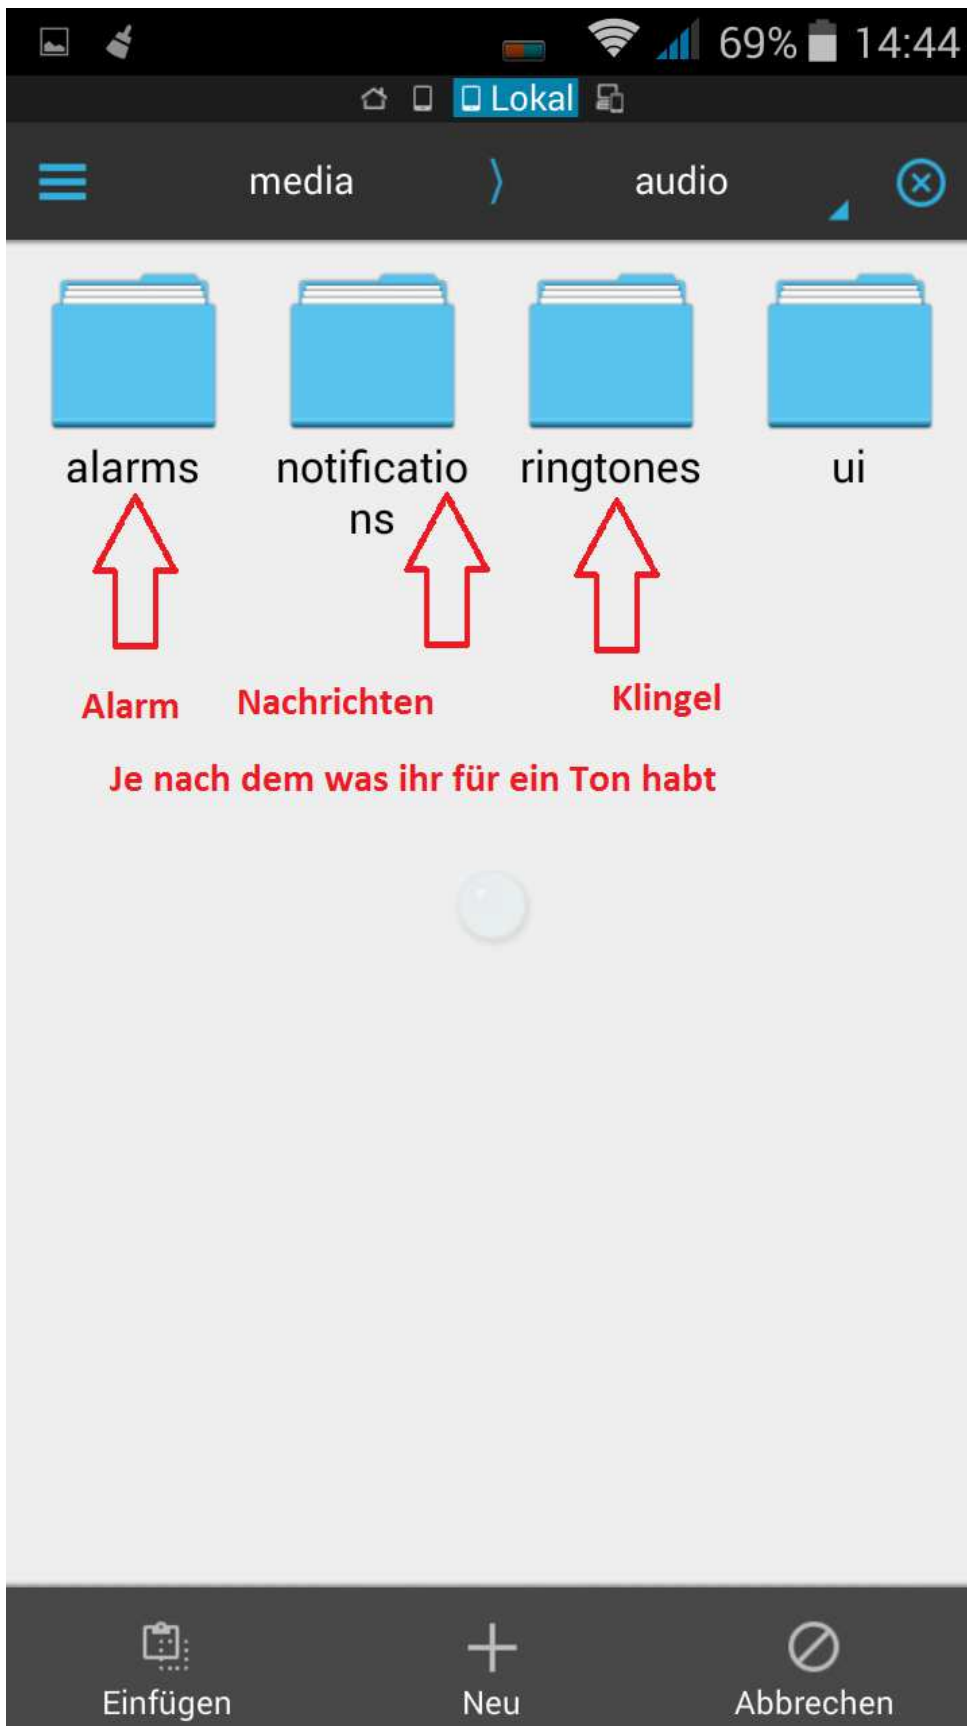 69% 14:44
Lokal
media 〉 audio
alarms notificatio ringtones ui
ns
Alarm Nachrichten Klingel
Je nach dem was ihr für ein Ton habt
Einfügen Neu Abbrechen